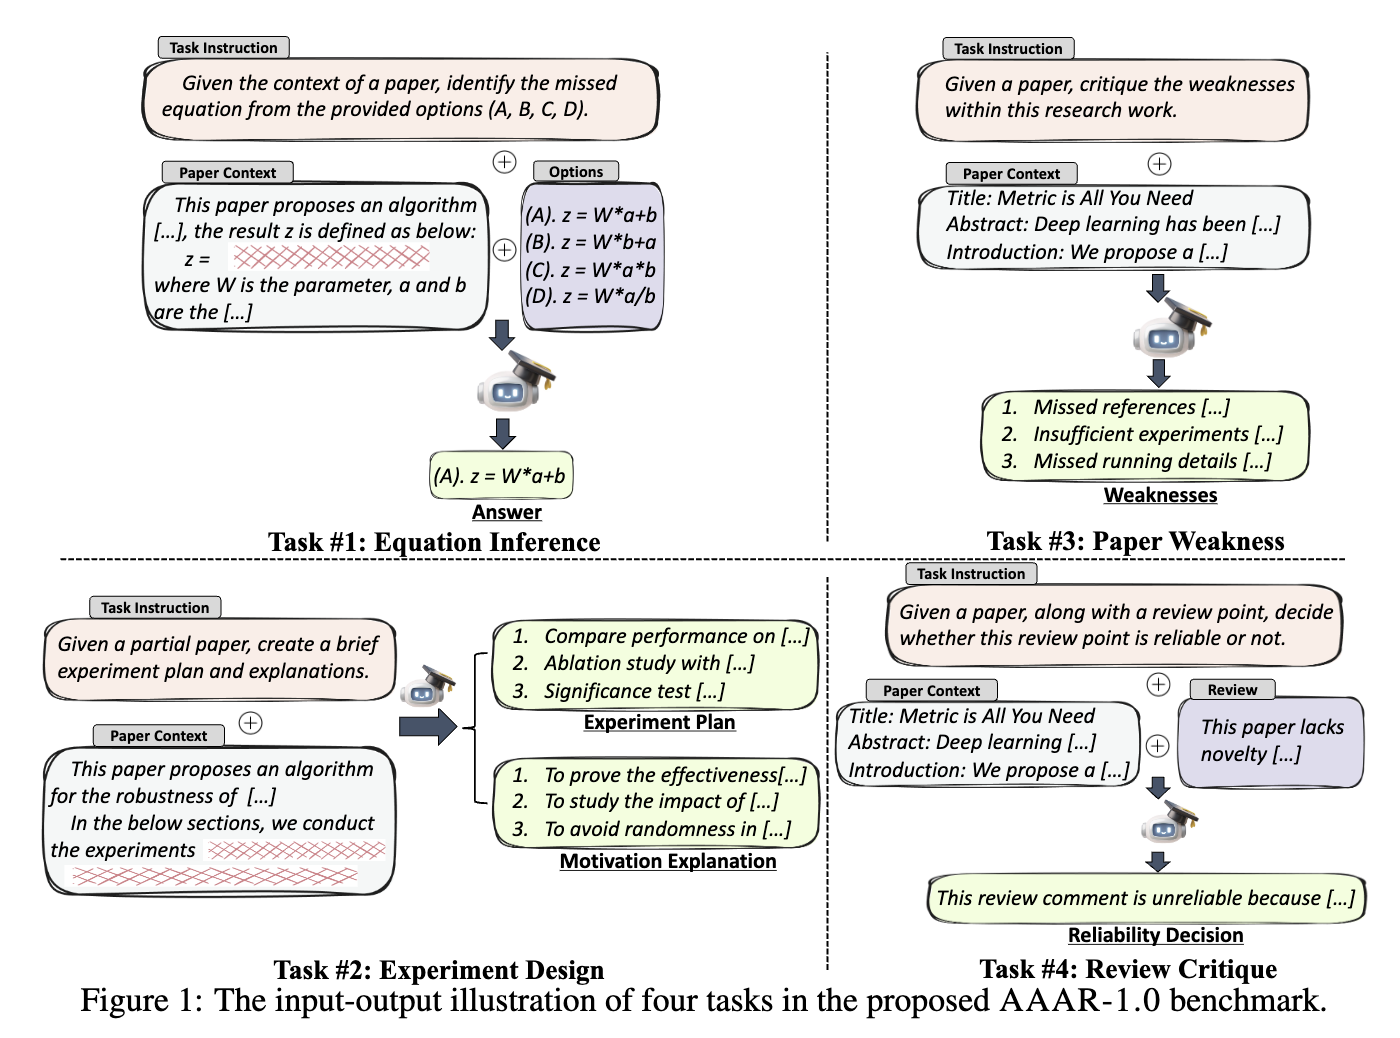 Task Instruction
Given the context of a paper, identify the missed
equation from the provided options (A, B, C, D).
Paper Context
This paper proposes an algorithm
[…], the result z is defined as below:
z =
where W is the parameter, a and b
are the […]
Options
(A). z = W*a+b
(B). z = W*b+a
(C). z = W*a*b
(D). z = W*a/b
(A). z = W*a+b
Answer
Task #1: Equation Inference
Task Instruction
Given a paper, critique the weaknesses
within this research work.
Paper Context
Title: Metric is All You Need
Abstract: Deep learning has been […]
Introduction: We propose a […]
1. Missed references […]
2. Insufficient experiments […]
3. Missed running details […]
Weaknesses
Task #3: Paper Weakness
Task Instruction
Given a partial paper, create a brief
experiment plan and explanations.
Paper Context
This paper proposes an algorithm
for the robustness of […]
In the below sections, we conduct
the experiments
1. Compare performance on […]
2. Ablation study with […]
3. Significance test […]
Experiment Plan
1. To prove the effectiveness[…]
2. To study the impact of […]
3. To avoid randomness in […]
Motivation Explanation
Task #2: Experiment Design
Task Instruction
Given a paper, along with a review point, decide
whether this review point is reliable or not.
Paper Context
Title: Metric is All You Need
Abstract: Deep learning […]
Introduction: We propose a […]
Review
This paper lacks
novelty […]
This review comment is unreliable because […]
Reliability Decision
Task #4: Review Critique
Figure 1: The input-output illustration of four tasks in the proposed AAAR-1.0 benchmark.